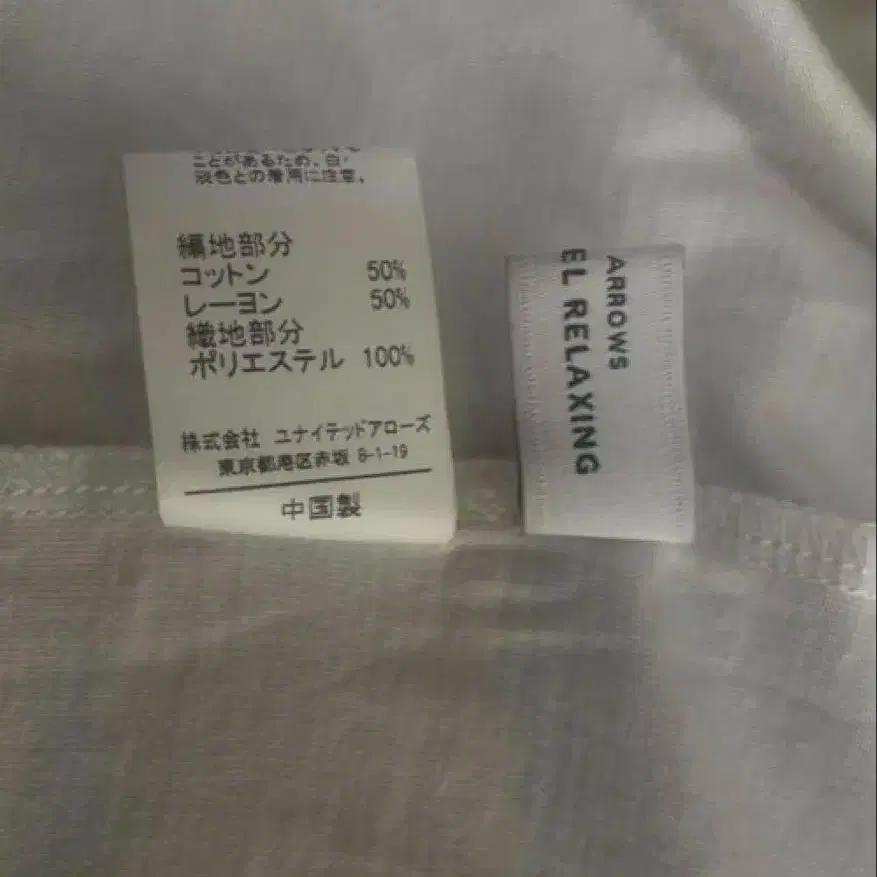 ことがあるため、白・
淡色との着用に注意。
編地部分
コットン 50%
レーヨン 50%
織地部分
ポリエステル 100%
株式会社 ユナイテッドアローズ
東京都港区赤坂 8-1-19
中国製
ARROWS
EL RELAXING